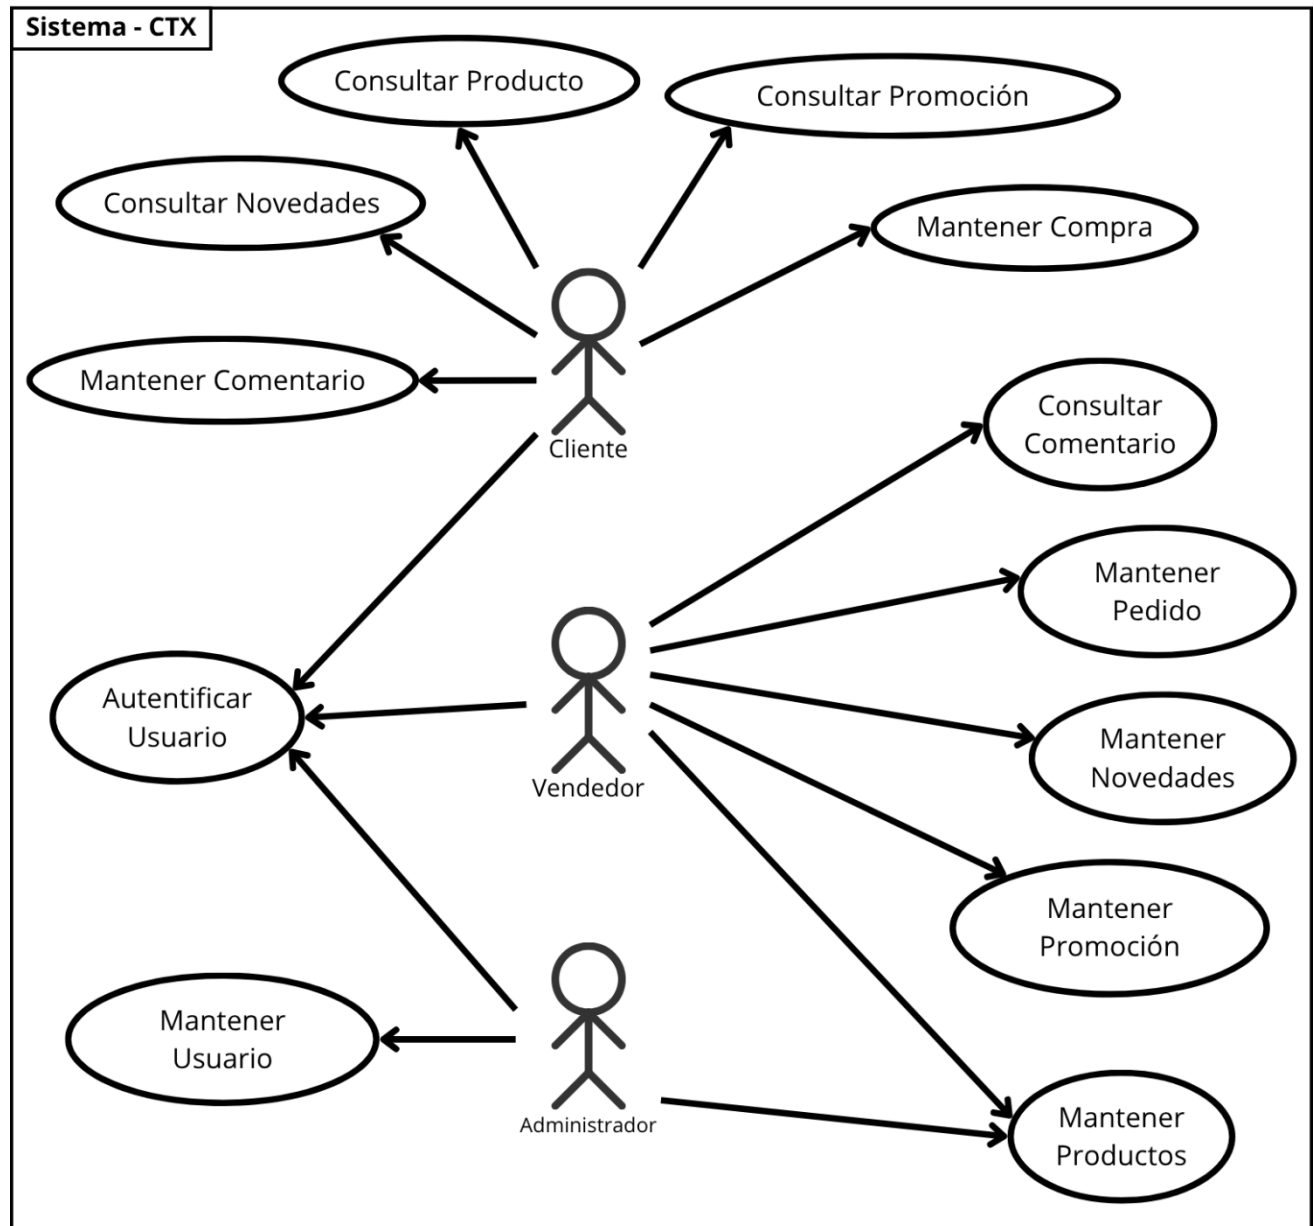 Sistema - CTX
Consultar Producto
Consultar Promoción
Consultar Novedades
Mantener Compra
Mantener Comentario
Cliente
Consultar
Comentario
Mantener
Pedido
Autentificar
Usuario
Vendedor
Mantener
Novedades
Mantener
Promoción
Mantener
Usuario
Administrador
Mantener
Productos